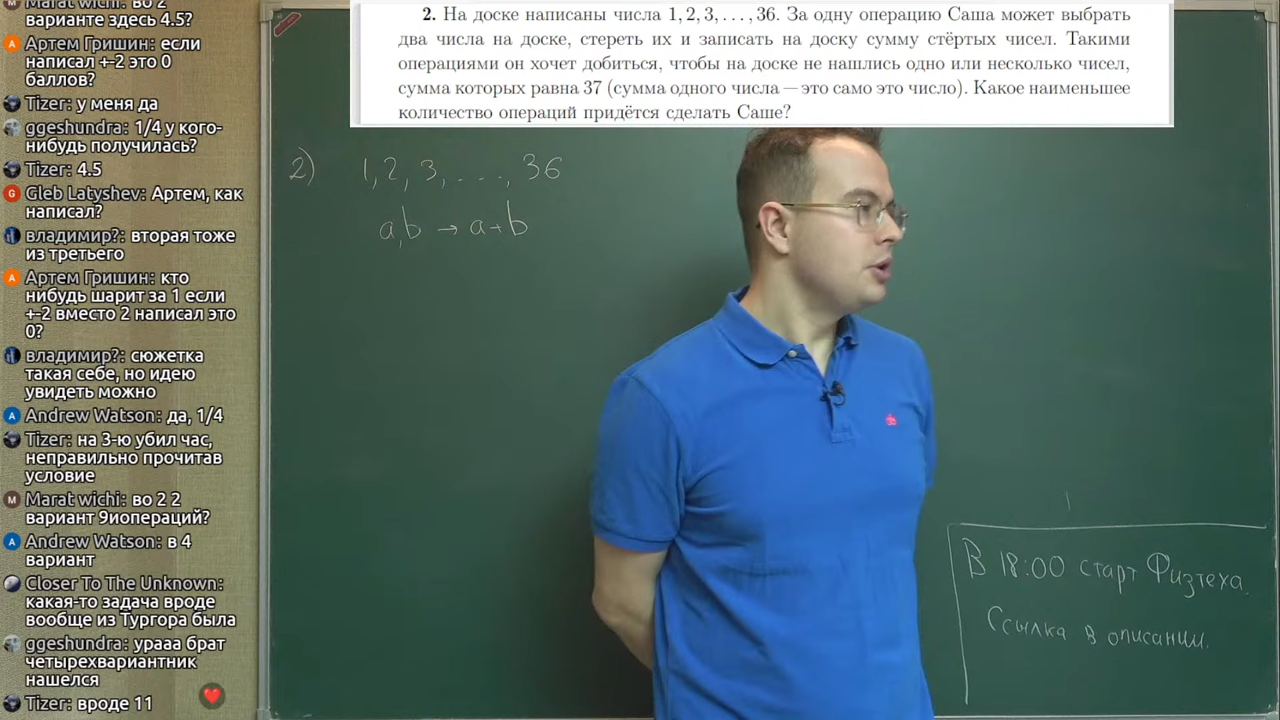 Marat wichi: во 2
варианте здесь 4.5?
Артем Гришин: если
написал +-2 это 0
баллов?
Tizer: у меня да
ggeshundra: 1/4 у кого-
нибудь получилась?
Tizer: 4.5
Gleb Latyshev: Артем, как
написал?
владимир?: вторая тоже
из третьего
Артем Гришин: кто
нибудь шарит за 1 если
+-2 вместо 2 написал это
0?
владимир?: сюжетка
такая себе, но идею
увидеть можно
Andrew Watson: да, 1/4
Tizer: на 3-ю убил час,
неправильно прочитав
условие
Marat wichi: во 2 2
вариант 9иопераций?
Andrew Watson: в 4
вариант
Closer To The Unknown:
какая-то задача вроде
вообще из Тургора была
ggeshundra: урааа брат
четырехвариантник
нашелся
Tizer: вроде 11
2. На доске написаны числа 1, 2, 3, . . . , 36. За одну операцию Саша может выбрать
два числа на доске, стереть их и записать на доску сумму стёртых чисел. Такими
операциями он хочет добиться, чтобы на доске не нашлись одно или несколько чисел,
сумма которых равна 37 (сумма одного числа — это само это число). Какое наименьшее
количество операций придётся сделать Саше?
2) 1, 2, 3, . . . , 36
a, b → a+b
В 18:00 старт Физтеха.
Ссылка в описании.